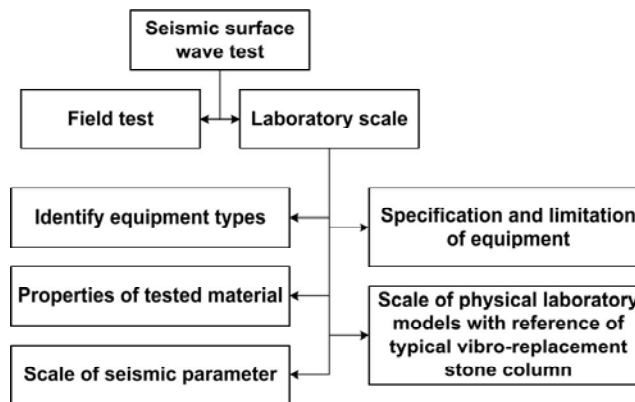 Seismic surface
wave test
Field test
Laboratory scale
Identify equipment types
Specification and limitation
of equipment
Properties of tested material
Scale of physical laboratory
models with reference of
typical vibro-replacement
stone column
Scale of seismic parameter